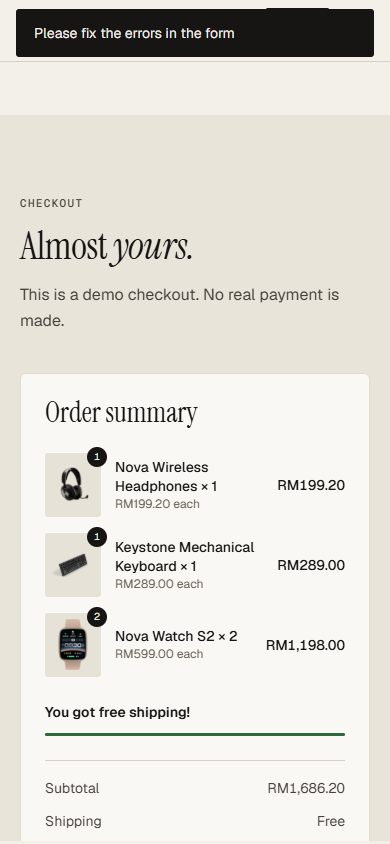 Please fix the errors in the form
CHECKOUT
Almost yours.
This is a demo checkout. No real payment is
made.
Order summary
1
Nova Wireless
Headphones × 1
RM199.20 each
RM199.20
1
Keystone Mechanical
Keyboard × 1
RM289.00 each
RM289.00
2
Nova Watch S2 × 2
RM599.00 each
RM1,198.00
You got free shipping!
Subtotal
RM1,686.20
Shipping
Free